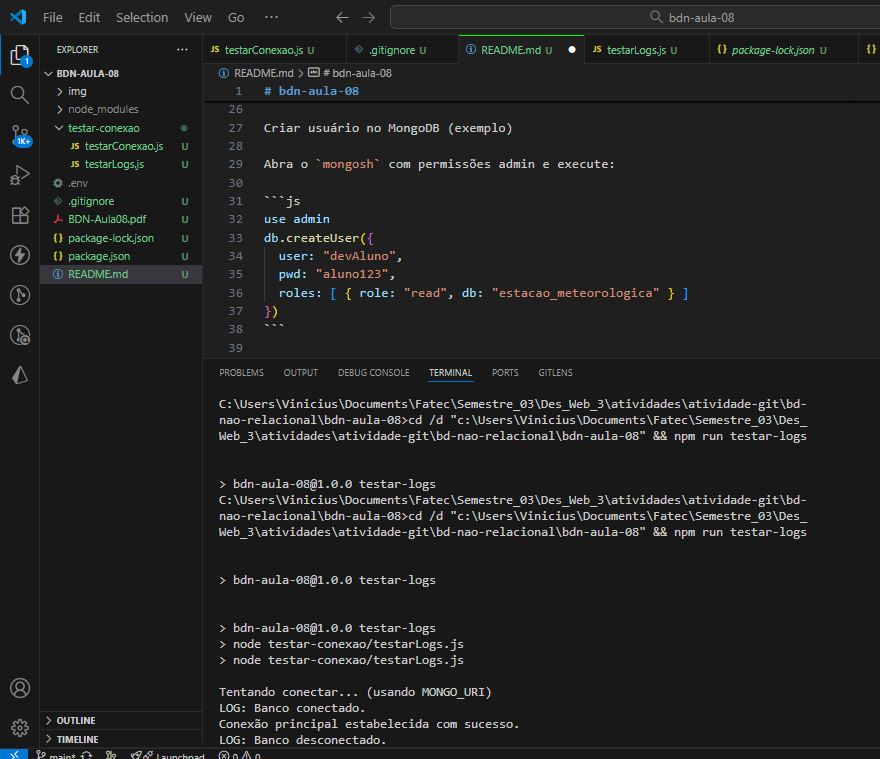 File Edit Selection View Go ··· ← → bdn-aula-08
EXPLORER ···
BDN-AULA-08
img
node_modules
testar-conexao
JS testarConexao.js U
JS testarLogs.js U
.env
.gitignore U
BDN-Aula08.pdf U
{} package-lock.json U
{} package.json U
README.md U
OUTLINE
TIMELINE
1
1K+
JS testarConexao.js U .gitignore U README.md U ● JS testarLogs.js U {} package-lock.json U {}
README.md > # bdn-aula-08
1 # bdn-aula-08
26
27 Criar usuário no MongoDB (exemplo)
28
29 Abra o `mongosh` com permissões admin e execute:
30
31 ```js
32 use admin
33 db.createUser({
34 user: "devAluno",
35 pwd: "aluno123",
36 roles: [ { role: "read", db: "estacao_meteorologica" } ]
37 })
38 ```
39
PROBLEMS OUTPUT DEBUG CONSOLE TERMINAL PORTS GITLENS
C:\Users\Vinicius\Documents\Fatec\Semestre_03\Des_Web_3\atividades\atividade-git\bd-
nao-relacional\bdn-aula-08>cd /d "c:\Users\Vinicius\Documents\Fatec\Semestre_03\Des_
Web_3\atividades\atividade-git\bd-nao-relacional\bdn-aula-08" && npm run testar-logs
> bdn-aula-08@1.0.0 testar-logs
C:\Users\Vinicius\Documents\Fatec\Semestre_03\Des_Web_3\atividades\atividade-git\bd-
nao-relacional\bdn-aula-08>cd /d "c:\Users\Vinicius\Documents\Fatec\Semestre_03\Des_
Web_3\atividades\atividade-git\bd-nao-relacional\bdn-aula-08" && npm run testar-logs
> bdn-aula-08@1.0.0 testar-logs
> bdn-aula-08@1.0.0 testar-logs
> node testar-conexao/testarLogs.js
> node testar-conexao/testarLogs.js
Tentando conectar... (usando MONGO_URI)
LOG: Banco conectado.
Conexão principal estabelecida com sucesso.
LOG: Banco desconectado.
main* Launchpad 0 0